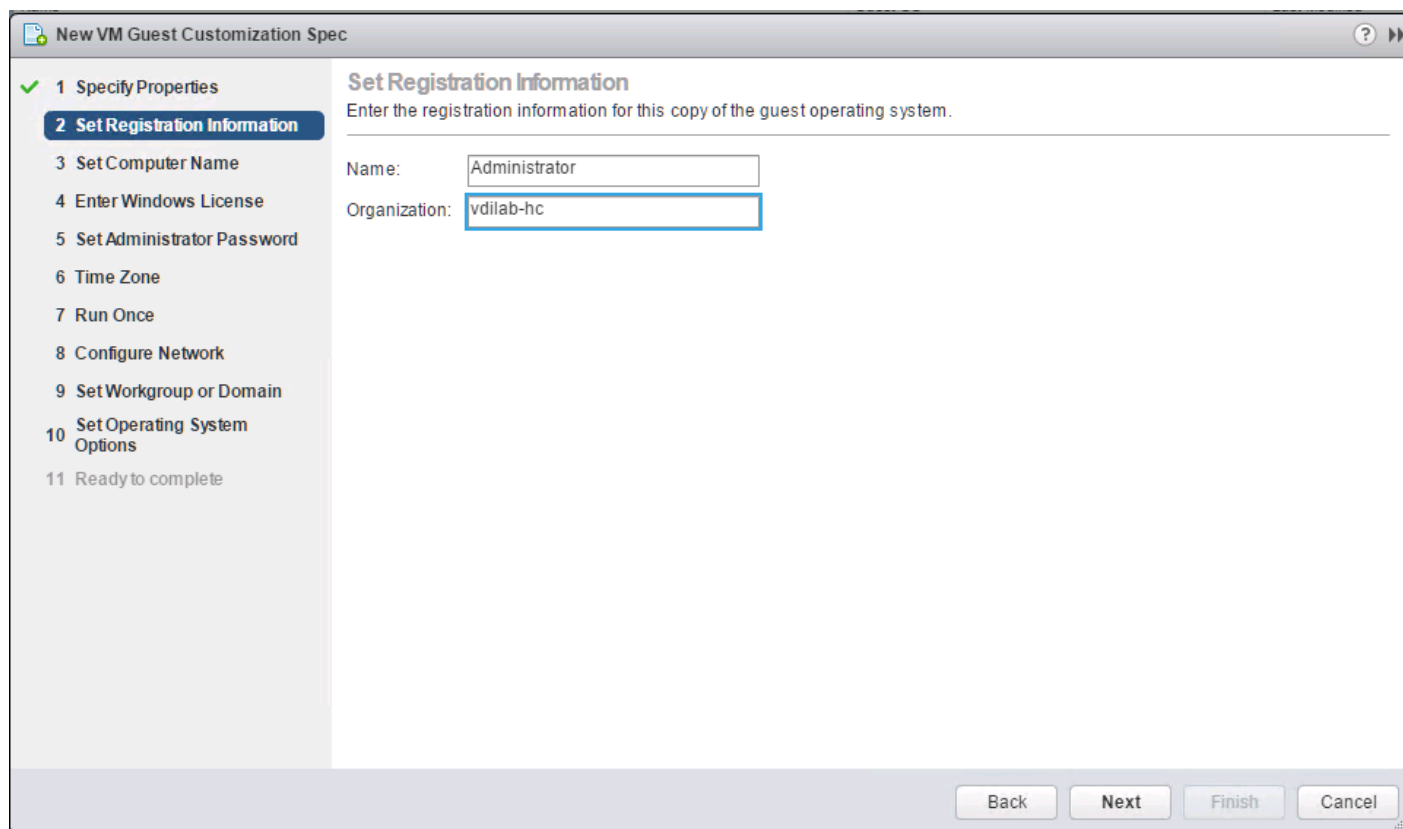 New VM Guest Customization Spec
?
1 Specify Properties
2 Set Registration Information
3 Set Computer Name
4 Enter Windows License
5 Set Administrator Password
6 Time Zone
7 Run Once
8 Configure Network
9 Set Workgroup or Domain
10 Set Operating System
Options
11 Ready to complete
Set Registration Information
Enter the registration information for this copy of the guest operating system.
Name: Administrator
Organization: vdilab-hc
Back Next Finish Cancel